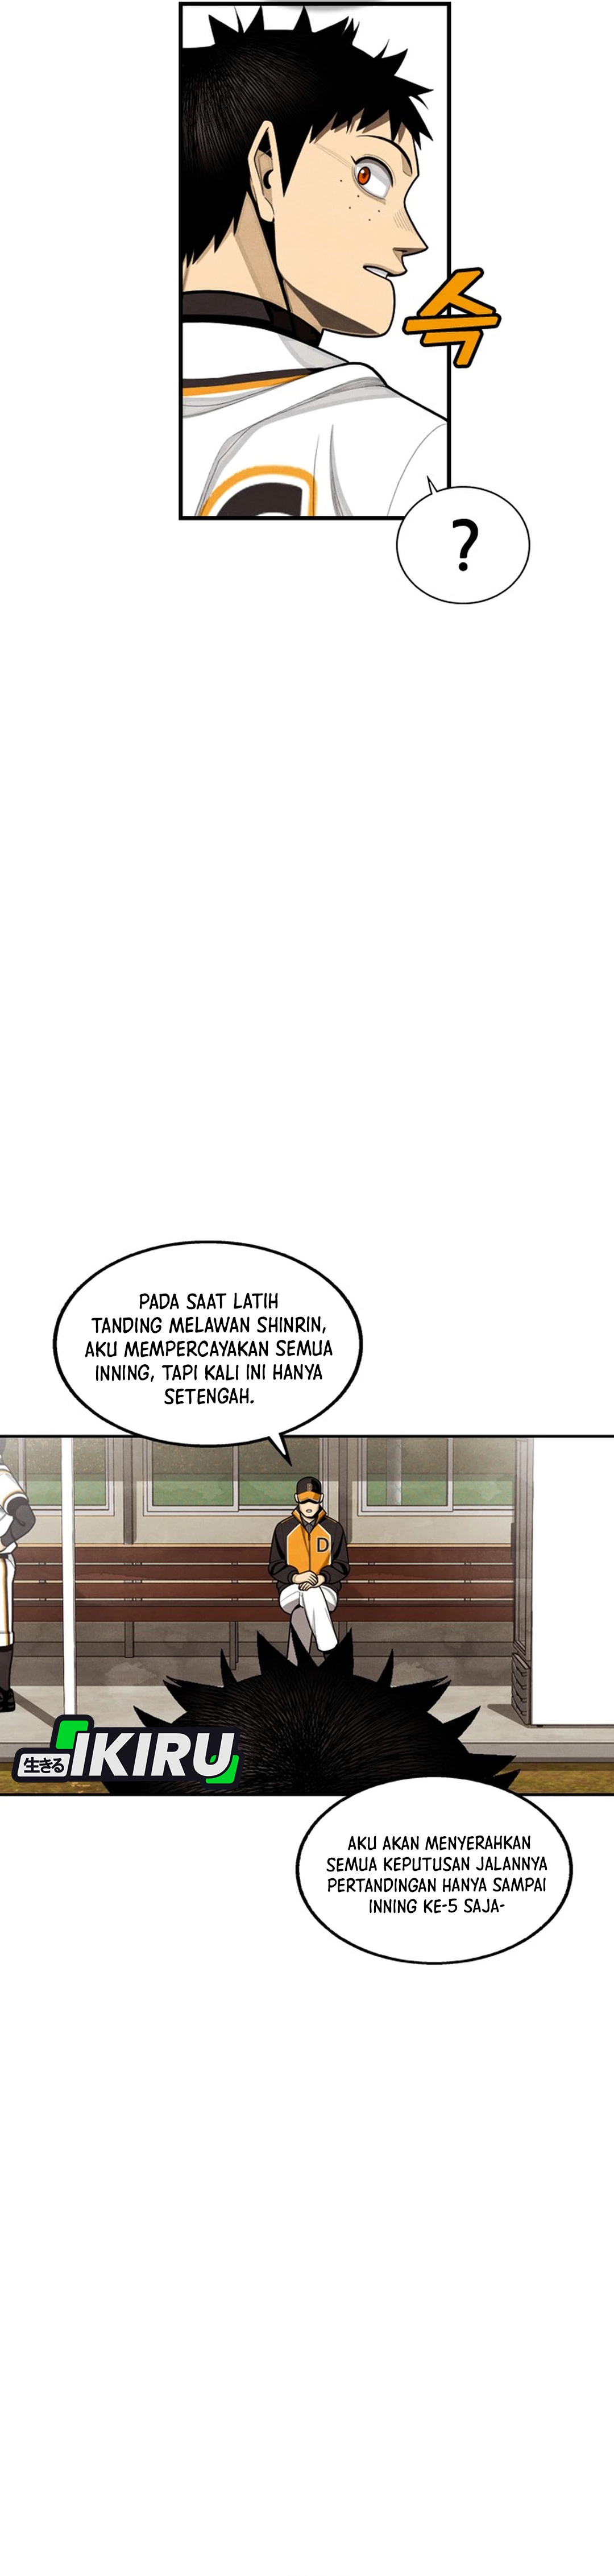 슥
?
PADA SAAT LATIH
TANDING MELAWAN SHINRIN,
AKU MEMPERCAYAKAN SEMUA
INNING, TAPI KALI INI HANYA
SETENGAH.
D
生きる IKIRU
AKU AKAN MENYERAHKAN
SEMUA KEPUTUSAN JALANNYA
PERTANDINGAN HANYA SAMPAI
INNING KE-5 SAJA-